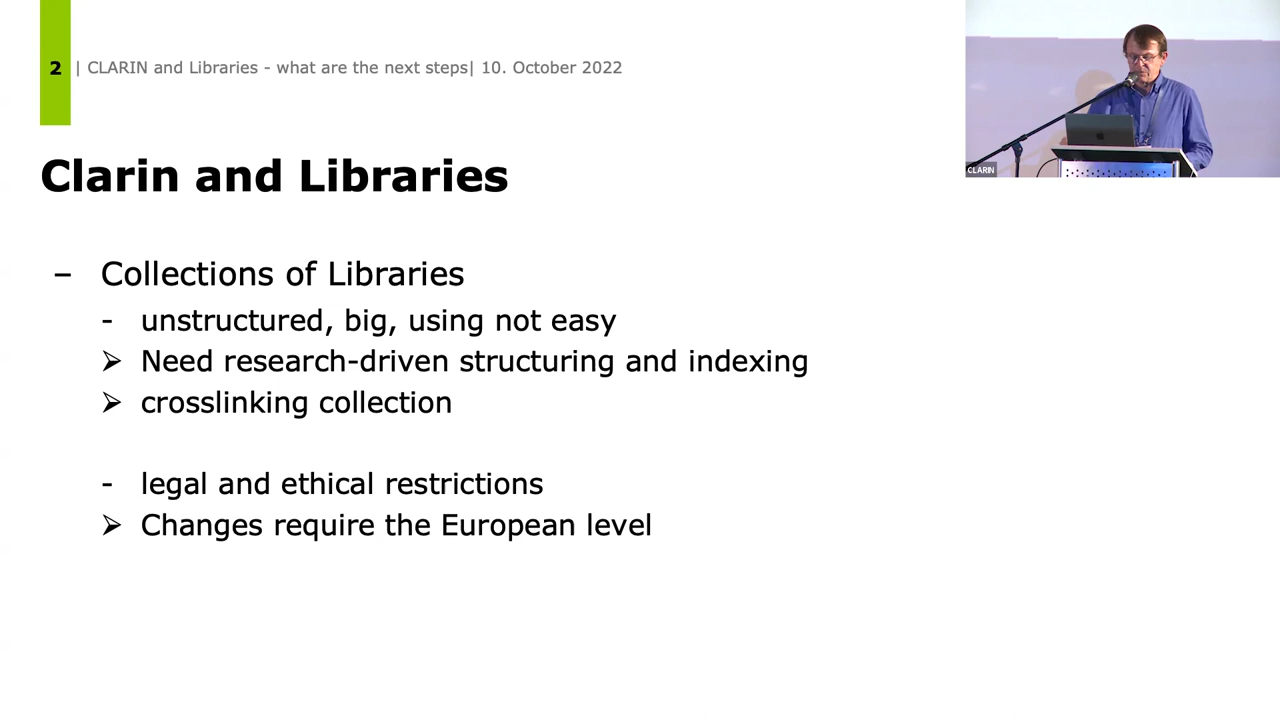 2 | CLARIN and Libraries - what are the next steps| 10. October 2022
CLARIN
Clarin and Libraries
– Collections of Libraries
- unstructured, big, using not easy
➢ Need research-driven structuring and indexing
➢ crosslinking collection
- legal and ethical restrictions
➢ Changes require the European level